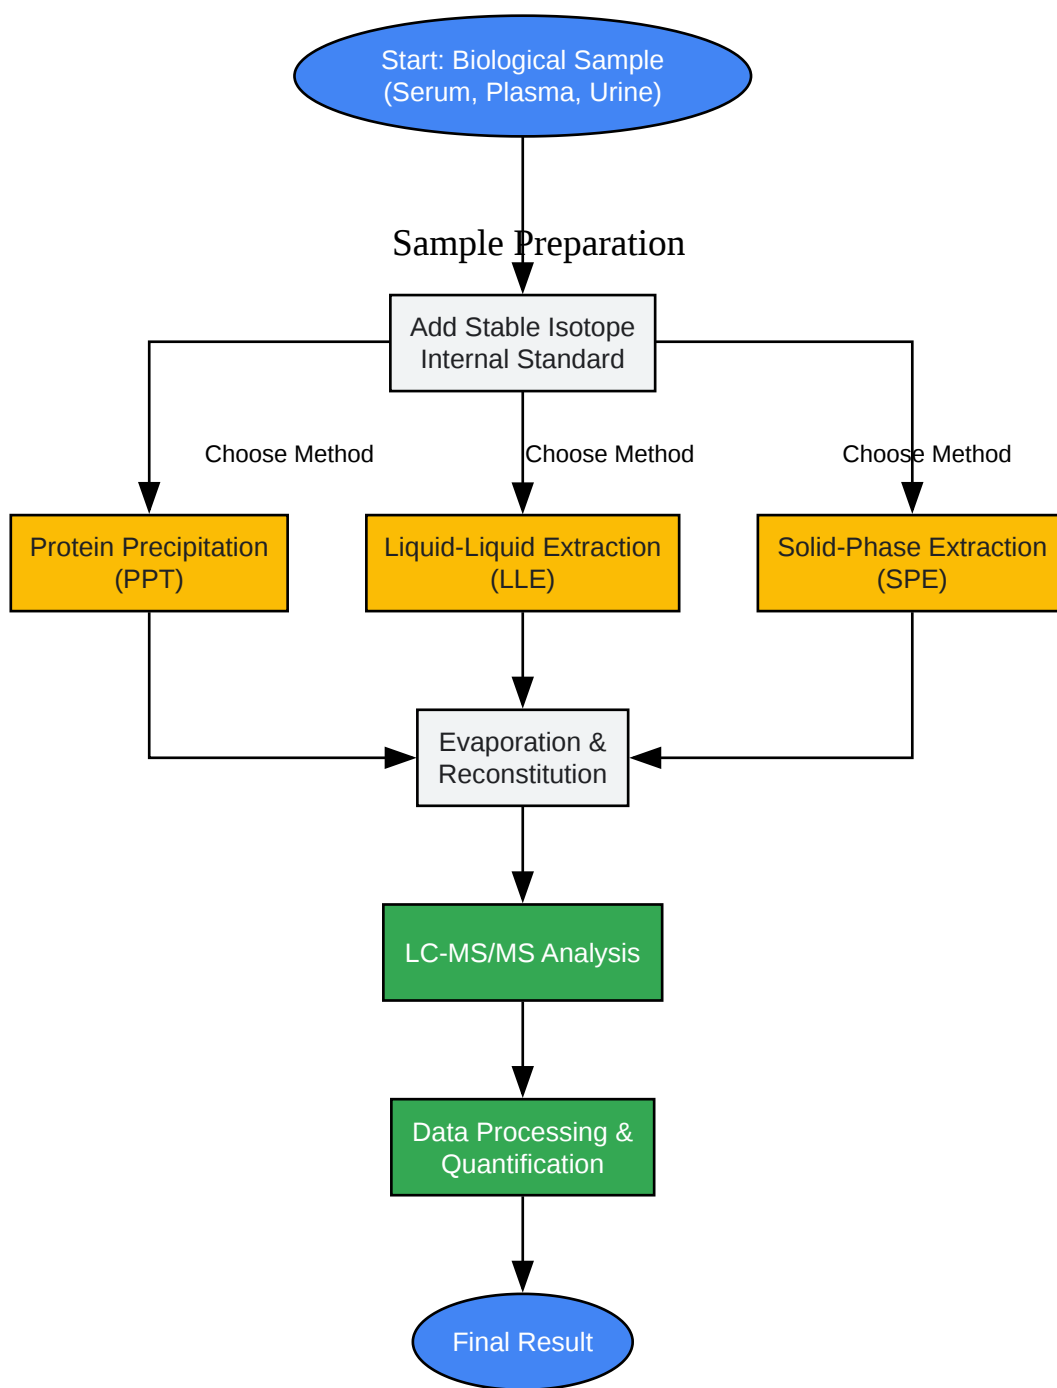 Start: Biological Sample
(Serum, Plasma, Urine)
Sample Preparation
Add Stable Isotope
Internal Standard
Choose Method
Choose Method
Choose Method
Protein Precipitation
(PPT)
Liquid-Liquid Extraction
(LLE)
Solid-Phase Extraction
(SPE)
Evaporation &
Reconstitution
LC-MS/MS Analysis
Data Processing &
Quantification
Final Result